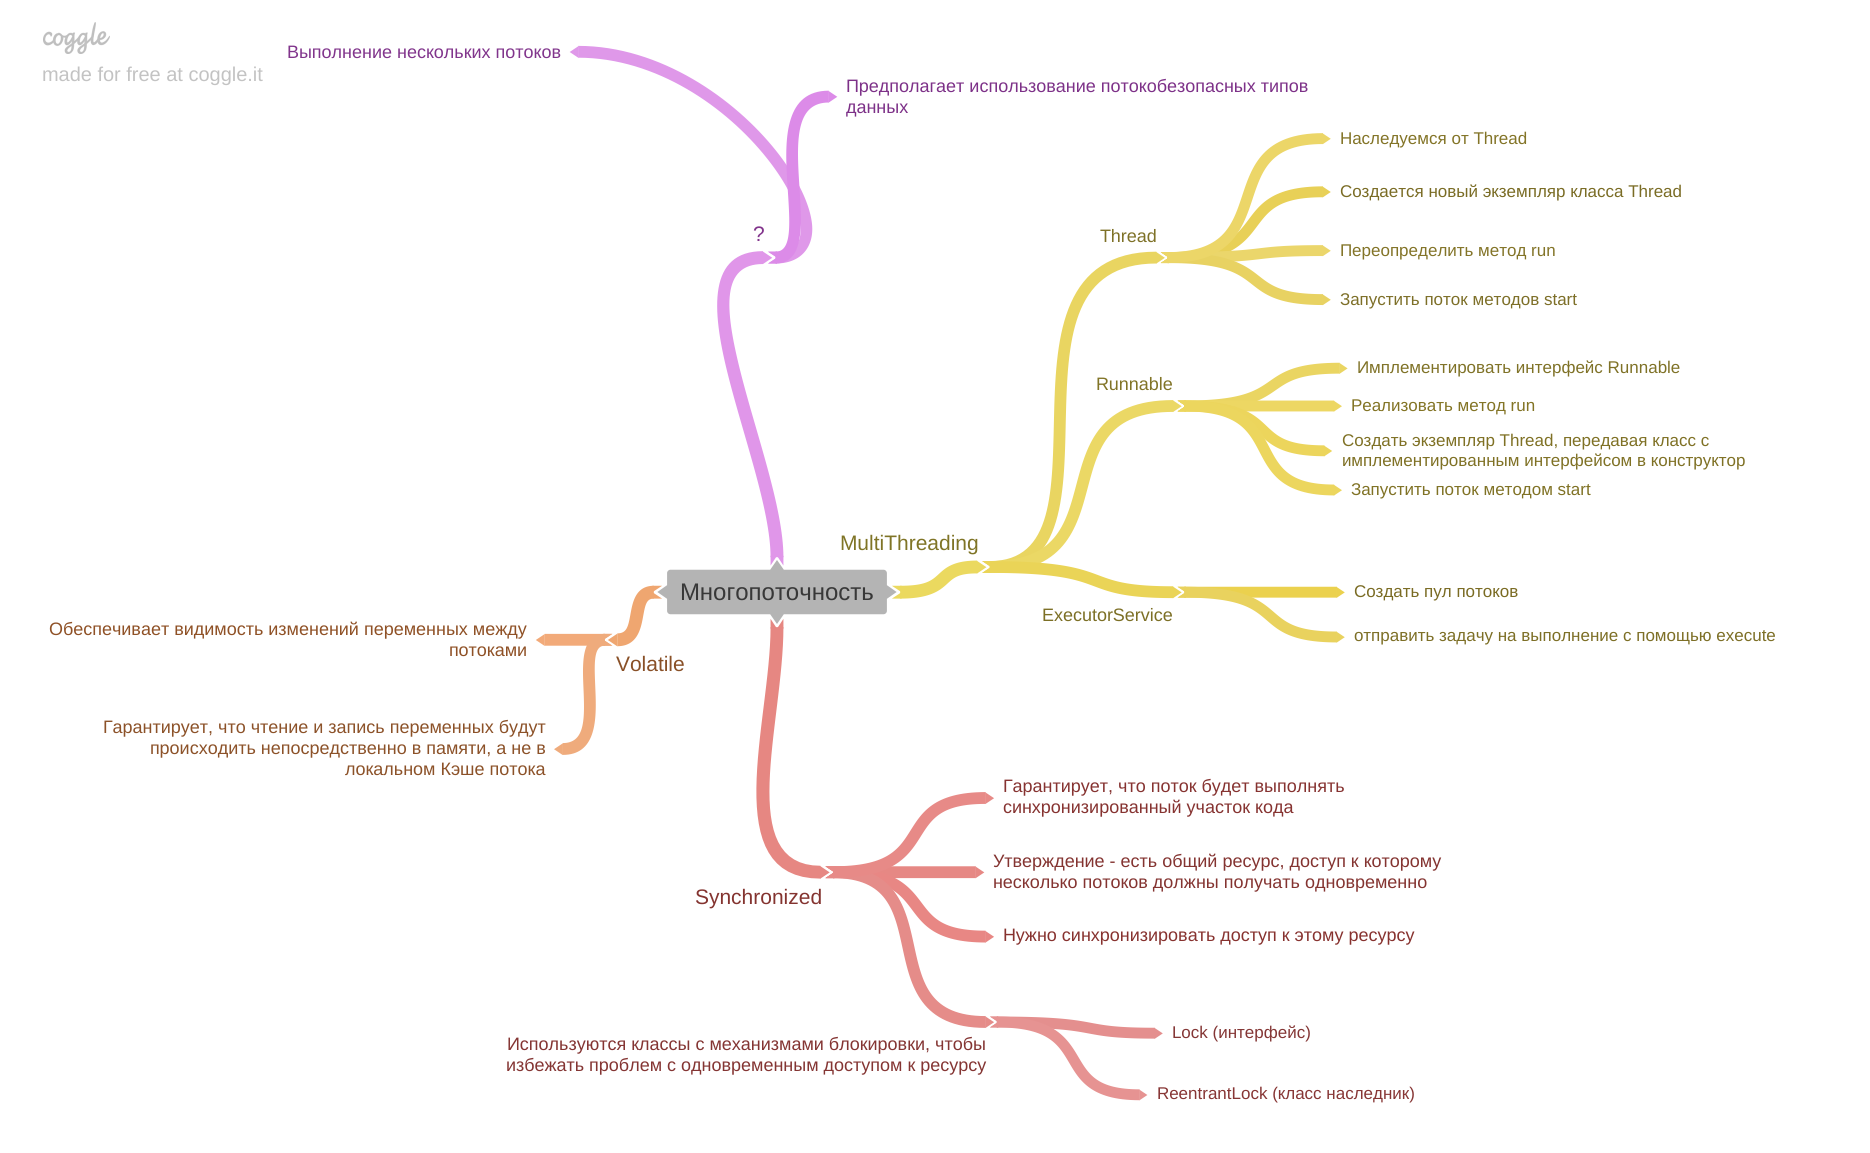 coggle
made for free at coggle.it
Выполнение нескольких потоков
Предполагает использование потокобезопасных типов
данных
?
MultiThreading
Thread
Наследуемся от Thread
Создается новый экземпляр класса Thread
Переопределить метод run
Запустить поток методов start
Runnable
Имплементировать интерфейс Runnable
Реализовать метод run
Создать экземпляр Thread, передавая класс с
имплементированным интерфейсом в конструктор
Запустить поток методом start
ExecutorService
Создать пул потоков
отправить задачу на выполнение с помощью execute
Многопоточность
Volatile
Обеспечивает видимость изменений переменных между
потоками
Гарантирует, что чтение и запись переменных будут
происходить непосредственно в памяти, а не в
локальном Кэше потока
Synchronized
Гарантирует, что поток будет выполнять
синхронизированный участок кода
Утверждение - есть общий ресурс, доступ к которому
несколько потоков должны получать одновременно
Нужно синхронизировать доступ к этому ресурсу
Используются классы с механизмами блокировки, чтобы
избежать проблем с одновременным доступом к ресурсу
Lock (интерфейс)
ReentrantLock (класс наследник)